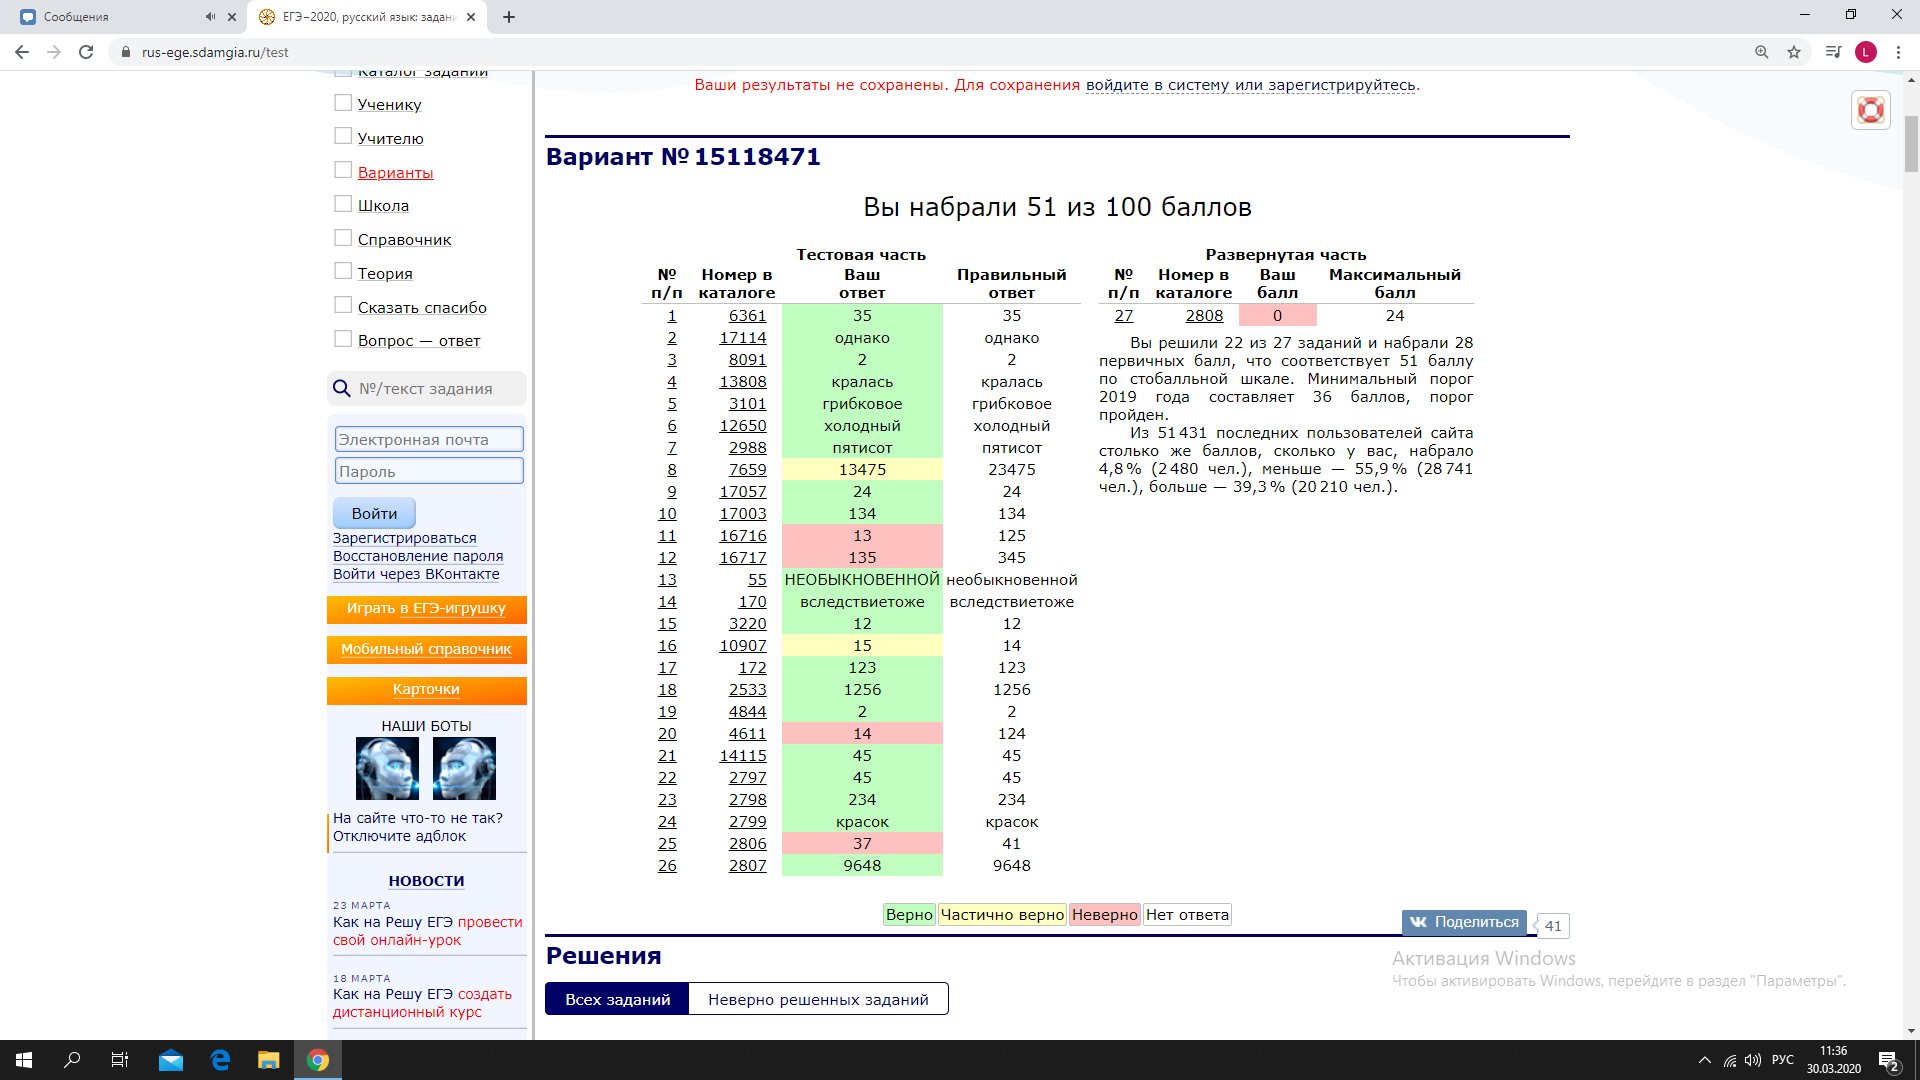 Сообщения
ЕГЭ–2020, русский язык: задани
rus-ege.sdamgia.ru/test
L
Каталог заданий
Ученику
Учителю
Варианты
Школа
Справочник
Теория
Сказать спасибо
Вопрос — ответ
№/текст задания
Электронная почта
Пароль
Войти
Зарегистрироваться
Восстановление пароля
Войти через ВКонтакте
Играть в ЕГЭ-игрушку
Мобильный справочник
Карточки
НАШИ БОТЫ
На сайте что-то не так?
Отключите адблок
НОВОСТИ
23 МАРТА
Как на Решу ЕГЭ провести
свой онлайн-урок
18 МАРТА
Как на Решу ЕГЭ создать
дистанционный курс
Ваши результаты не сохранены. Для сохранения войдите в систему или зарегистрируйтесь.
Вариант № 15118471
Вы набрали 51 из 100 баллов
Тестовая часть
№ Номер в Ваш Правильный
п/п каталоге ответ ответ
1 6361 35 35
2 17114 однако однако
3 8091 2 2
4 13808 кралась кралась
5 3101 грибковое грибковое
6 12650 холодный холодный
7 2988 пятисот пятисот
8 7659 13475 23475
9 17057 24 24
10 17003 134 134
11 16716 13 125
12 16717 135 345
13 55 НЕОБЫКНОВЕННОЙ необыкновенной
14 170 вследствиетоже вследствиетоже
15 3220 12 12
16 10907 15 14
17 172 123 123
18 2533 1256 1256
19 4844 2 2
20 4611 14 124
21 14115 45 45
22 2797 45 45
23 2798 234 234
24 2799 красок красок
25 2806 37 41
26 2807 9648 9648
Развернутая часть
№ Номер в Ваш Максимальный
п/п каталоге балл балл
27 2808 0 24
Вы решили 22 из 27 заданий и набрали 28
первичных балл, что соответствует 51 баллу
по стобалльной шкале. Минимальный порог
2019 года составляет 36 баллов, порог
пройден.
Из 51 431 последних пользователей сайта
столько же баллов, сколько у вас, набрало
4,8 % (2 480 чел.), меньше — 55,9 % (28 741
чел.), больше — 39,3 % (20 210 чел.).
Верно Частично верно Неверно Нет ответа
Поделиться 41
Решения
Всех заданий Неверно решенных заданий
Активация Windows
Чтобы активировать Windows, перейдите в раздел "Параметры".
РУС
11:36
30.03.2020
2